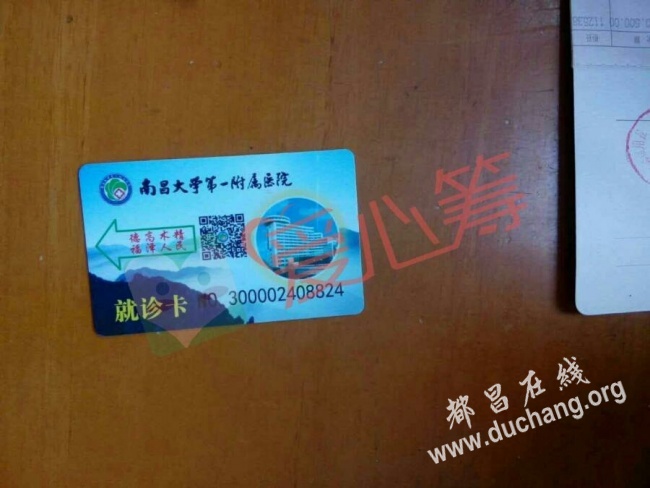 南昌大学第一附属医院
德高术精
福泽人民
就诊卡 NO 300002408824
爱心筹
都昌在线
www.duchang.org